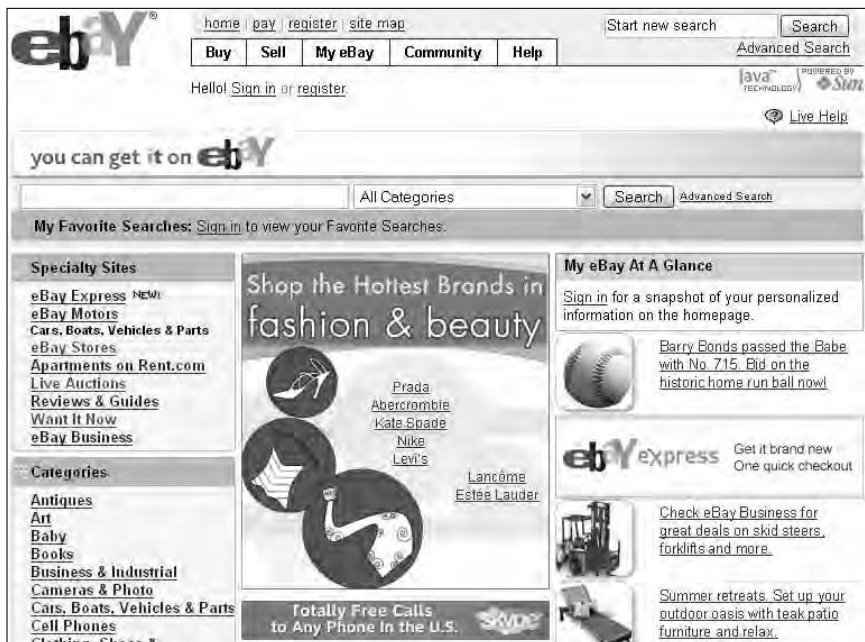 ebaY®
home | pay | register | site map
Start new search Search
Buy Sell My eBay Community Help
Advanced Search
Hello! Sign in or register.
Java™ TECHNOLOGY POWERED BY Sun
Live Help
you can get it on ebaY
All Categories Search Advanced Search
My Favorite Searches: Sign in to view your Favorite Searches.
Specialty Sites
eBay Express NEW!
eBay Motors
Cars, Boats, Vehicles & Parts
eBay Stores
Apartments on Rent.com
Live Auctions
Reviews & Guides
Want It Now
eBay Business
Categories
Antiques
Art
Baby
Books
Business & Industrial
Cameras & Photo
Cars, Boats, Vehicles & Parts
Cell Phones
Clothing, Shoes &
Shop the Hottest Brands in
fashion & beauty
Prada
Abercrombie
Kate Spade
Nike
Levi's
Lancôme
Estée Lauder
Totally Free Calls
to Any Phone In the U.S. skype
My eBay At A Glance
Sign in for a snapshot of your personalized
information on the homepage.
Barry Bonds passed the Babe
with No. 715. Bid on the
historic home run ball now!
ebaY express Get it brand new
One quick checkout
Check eBay Business for
great deals on skid steers,
forklifts and more.
Summer retreats. Set up your
outdoor oasis with teak patio
furniture and relax.